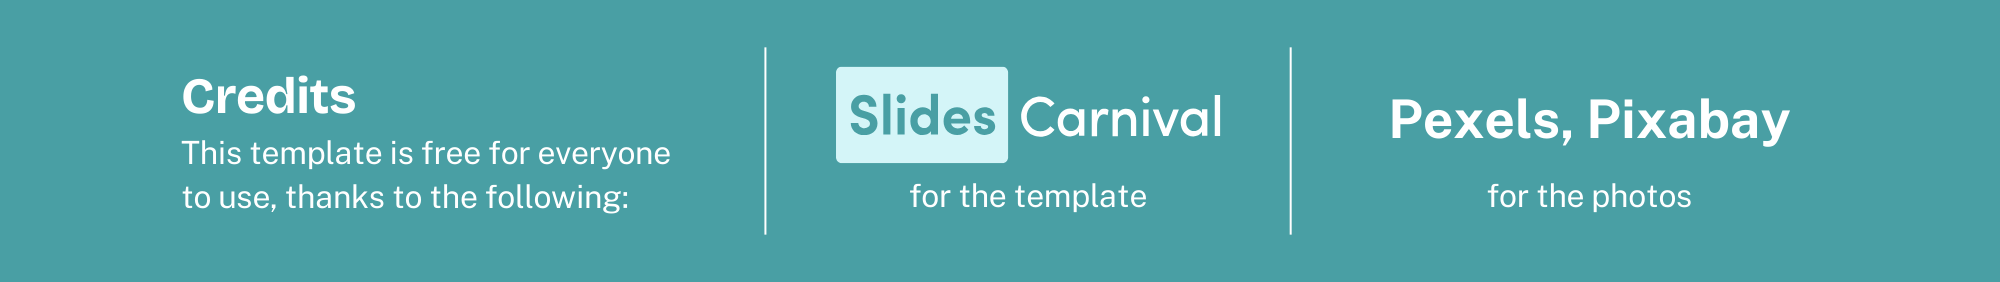 Credits
This template is free for everyone
to use, thanks to the following:
Slides Carnival
for the template
Pexels, Pixabay
for the photos